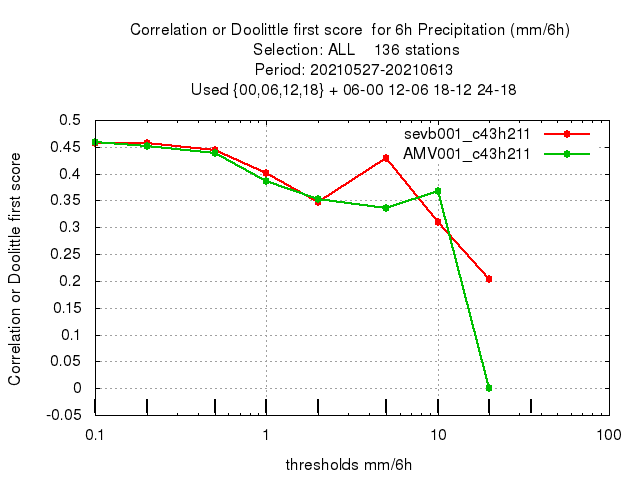 Correlation or Doolittle first score  for 6h Precipitation (mm/6h)
Selection: ALL    136 stations
Period: 20210527-20210613
Used {00,06,12,18} + 06-00 12-06 18-12 24-18
sevb001_c43h211
AMV001_c43h211
Correlation or Doolittle first score
0.5
0.45
0.4
0.35
0.3
0.25
0.2
0.15
0.1
0.05
0
-0.05
0.1
1
10
100
thresholds mm/6h